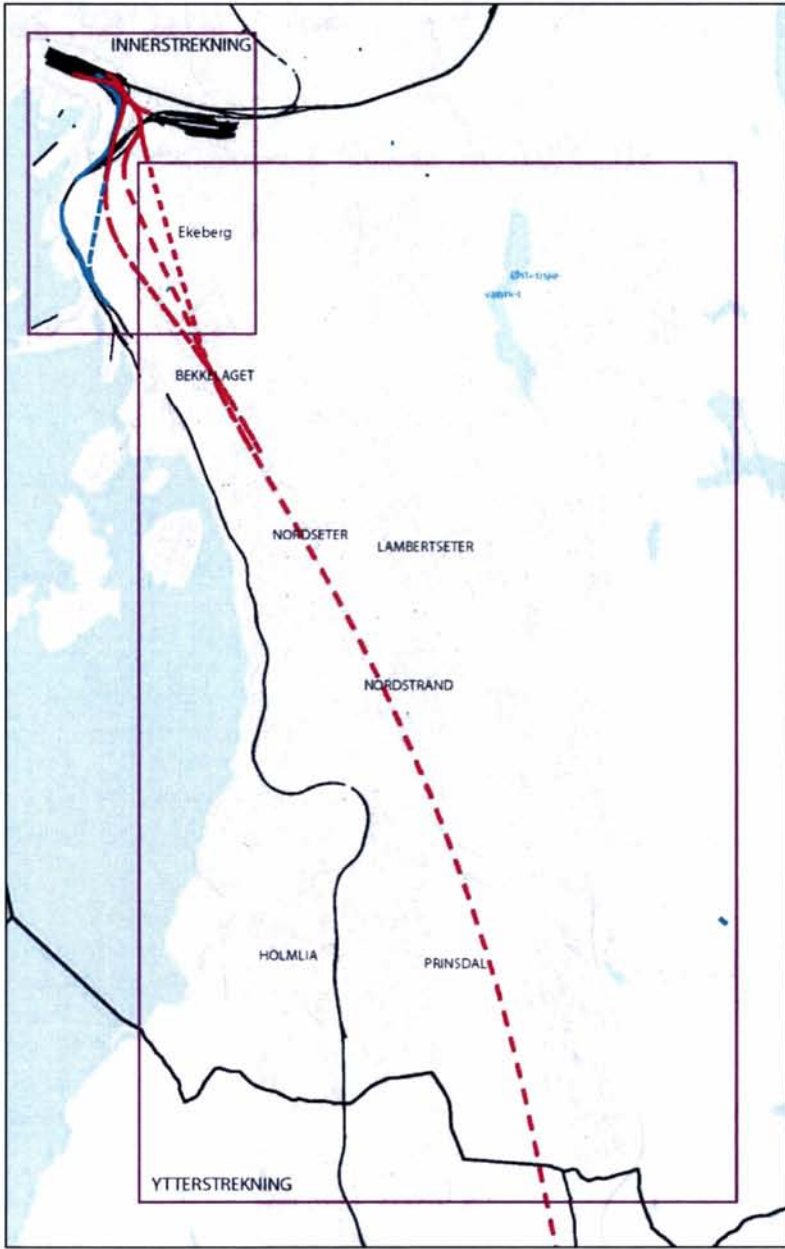 INNERSTREKNING
Ekeberg
BEKKELAGET
NORDSETER
LAMBERTSETER
NORDSTRAND
HOLMLIA
PRINSDAL
YTTERSTREKNING